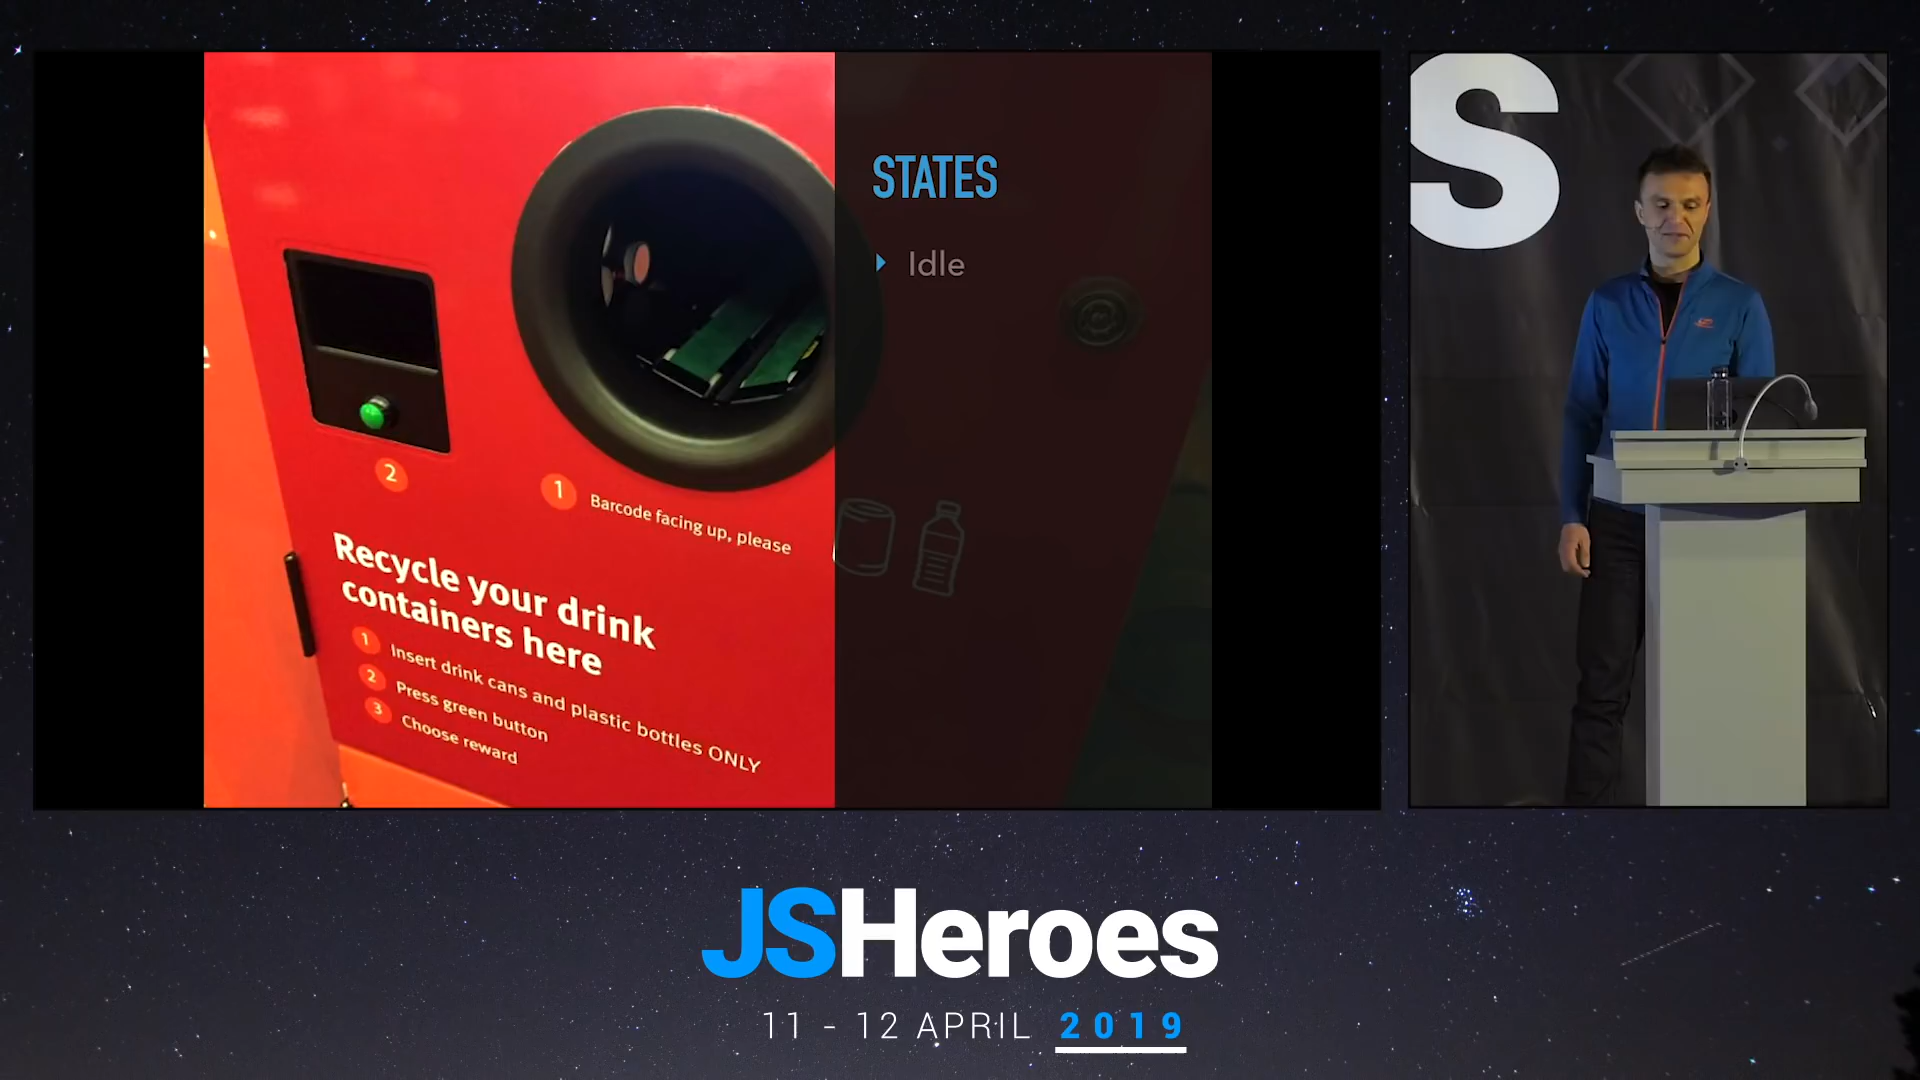 STATES
Idle
2
1 Barcode facing up, please
Recycle your drink
containers here
1 Insert drink cans and plastic bottles ONLY
2 Press green button
3 Choose reward
S
JSHeroes
11 - 12 APRIL 2019